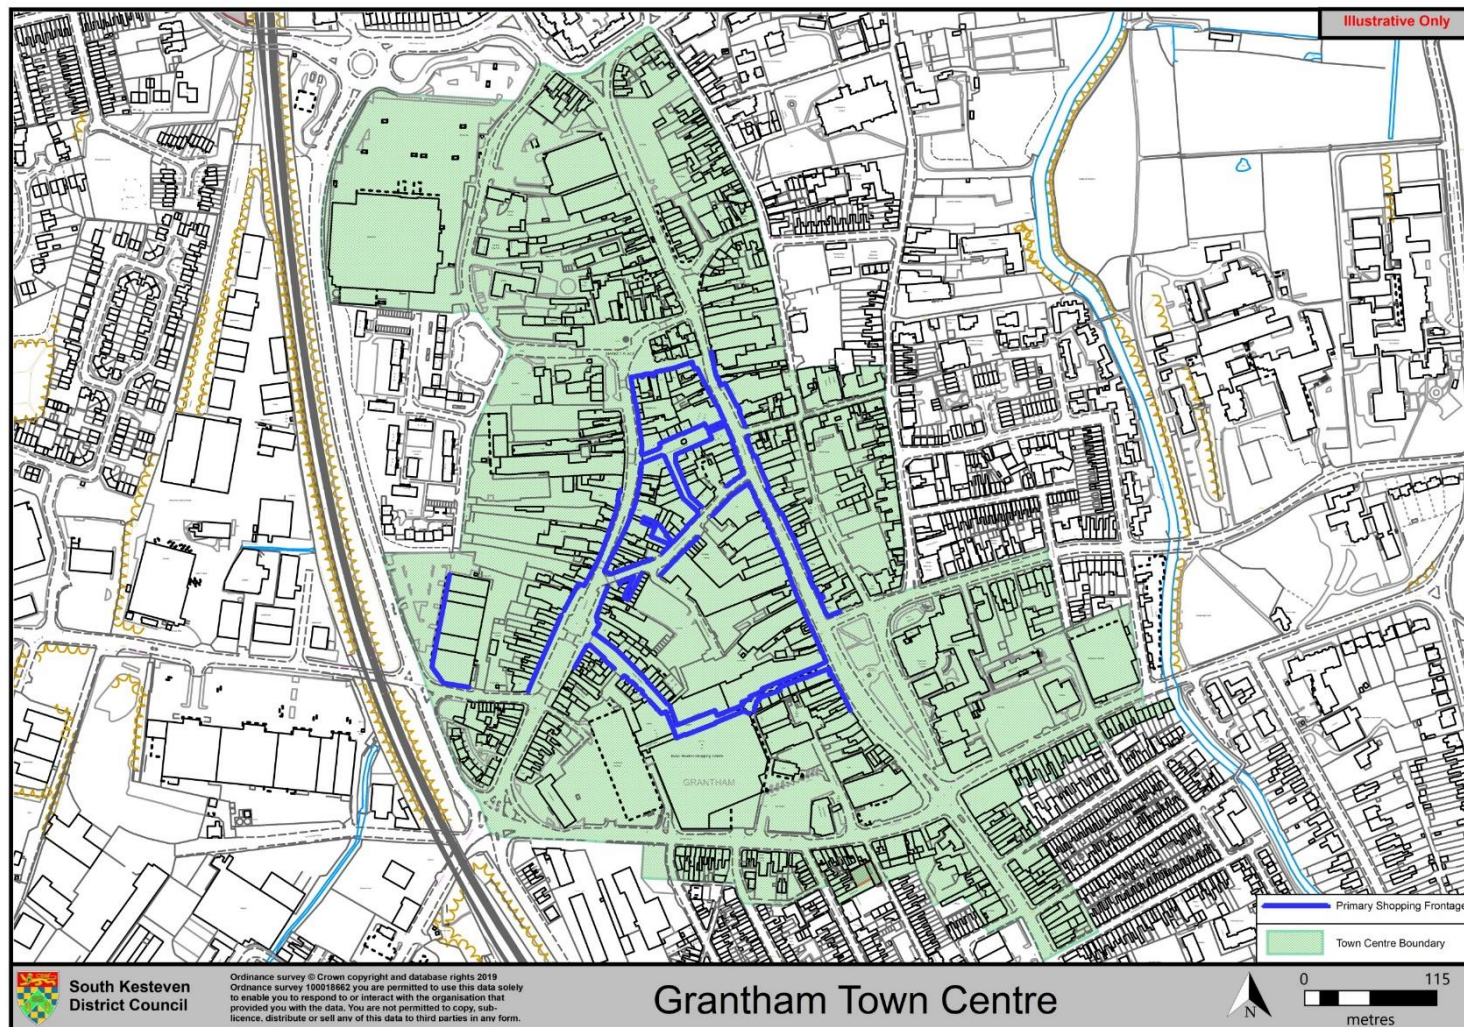 Illustrative Only
MARKET PLACE
GRANTHAM
Primary Shopping Frontage
Town Centre Boundary
South Kesteven
District Council
Ordinance survey © Crown copyright and database rights 2019
Ordinance survey 100018662 you are permitted to use this data solely
to enable you to respond to or interact with the organisation that
provided you with the data. You are not permitted to copy, sub-
licence, distribute or sell any of this data to third parties in any form.
Grantham Town Centre
N
0 115
metres